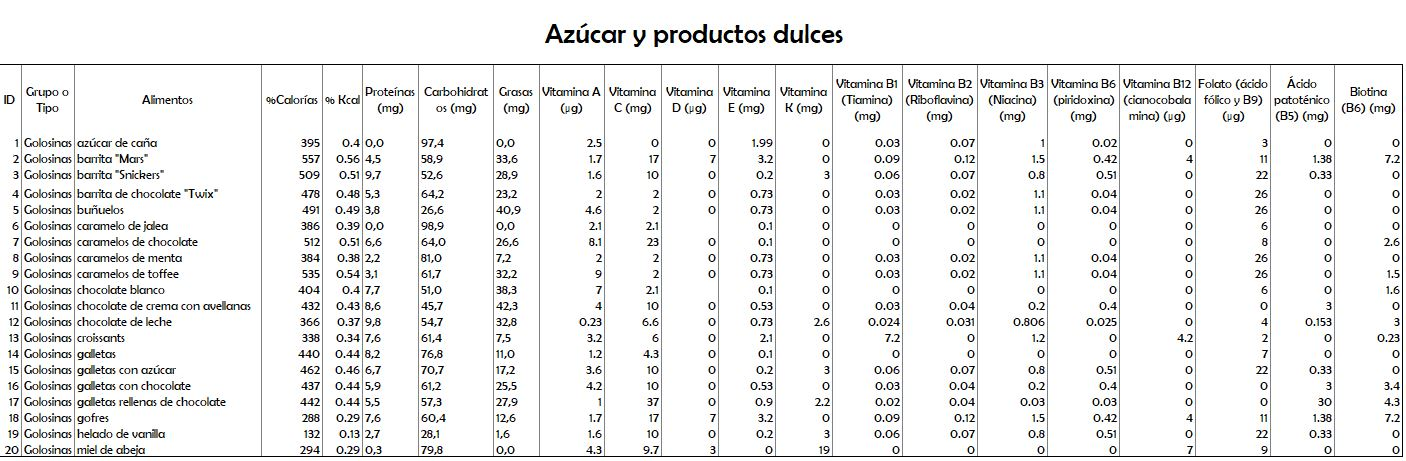 Azúcar y productos dulces
ID Grupo o Tipo Alimentos %Calorías % Kcal Proteínas (mg) Carbohidratos (mg) Grasas (mg) Vitamina A (µg) Vitamina C (mg) Vitamina D (µg) Vitamina E (mg) Vitamina K (mg) Vitamina B1 (Tiamina) (mg) Vitamina B2 (Riboflavina) (mg) Vitamina B3 (Niacina) (mg) Vitamina B6 (piridoxina) (mg) Vitamina B12 (cianocobalamina) (µg) Folato (ácido fólico y B9) (µg) Ácido patoténico (B5) (mg) Biotina (B6) (mg)
1 Golosinas azúcar de caña 395 0.4 0,0 97,4 0,0 2.5 0 0 1.99 0 0.03 0.07 1 0.02 0 3 0 0
2 Golosinas barrita "Mars" 557 0.56 4,5 58,9 33,6 1.7 17 7 3.2 0 0.09 0.12 1.5 0.42 4 11 1.38 7.2
3 Golosinas barrita "Snickers" 509 0.51 9,7 52,6 28,9 1.6 10 0 0.2 3 0.06 0.07 0.8 0.51 0 22 0.33 0
4 Golosinas barrita de chocolate "Twix" 478 0.48 5,3 64,2 23,2 2 2 0 0.73 0 0.03 0.02 1.1 0.04 0 26 0 0
5 Golosinas buñuelos 491 0.49 3,8 26,6 40,9 4.6 2 0 0.73 0 0.03 0.02 1.1 0.04 0 26 0 0
6 Golosinas caramelo de jalea 386 0.39 0,0 98,9 0,0 2.1 2.1 0.1 0 0 0 0 0 0 6 0 0
7 Golosinas caramelos de chocolate 512 0.51 6,6 64,0 26,6 8.1 23 0 0.1 0 0 0 0 0 0 8 0 2.6
8 Golosinas caramelos de menta 384 0.38 2,2 81,0 7,2 2 2 0 0.73 0 0.03 0.02 1.1 0.04 0 26 0 0
9 Golosinas caramelos de toffee 535 0.54 3,1 61,7 32,2 9 2 0 0.73 0 0.03 0.02 1.1 0.04 0 26 0 1.5
10 Golosinas chocolate blanco 404 0.4 7,7 51,0 38,3 7 2.1 0.1 0 0 0 0 0 0 6 0 1.6
11 Golosinas chocolate de crema con avellanas 432 0.43 8,6 45,7 42,3 4 10 0.53 0 0.03 0.04 0.2 0.4 0 0 3 0
12 Golosinas chocolate de leche 366 0.37 9,8 54,7 32,8 0.23 6.6 0 0.73 2.6 0.024 0.031 0.806 0.025 0 4 0.153 3
13 Golosinas croissants 338 0.34 7,6 61,4 7,5 3.2 6 0 2.1 0 7.2 0 1.2 0 4.2 2 0 0.23
14 Golosinas galletas 440 0.44 8,2 76,8 11,0 1.2 4.3 0 0.1 0 0 0 0 0 0 7 0 0
15 Golosinas galletas con azúcar 462 0.46 6,7 70,7 17,2 3.6 10 0 0.2 3 0.06 0.07 0.8 0.51 0 22 0.33 0
16 Golosinas galletas con chocolate 437 0.44 5,9 61,2 25,5 4.2 10 0 0.53 0 0.03 0.04 0.2 0.4 0 0 3 3.4
17 Golosinas galletas rellenas de chocolate 442 0.44 5,5 57,3 27,9 1 37 0 0.9 2.2 0.02 0.04 0.03 0.03 0 0 30 4.3
18 Golosinas gofres 288 0.29 7,6 60,4 12,6 1.7 17 7 3.2 0 0.09 0.12 1.5 0.42 4 11 1.38 7.2
19 Golosinas helado de vanilla 132 0.13 2,7 28,1 1,6 1.6 10 0 0.2 3 0.06 0.07 0.8 0.51 0 22 0.33 0
20 Golosinas miel de abeja 294 0.29 0,3 79,8 0,0 4.3 9.7 3 0 19 0 0 0 0 7 9 0 0